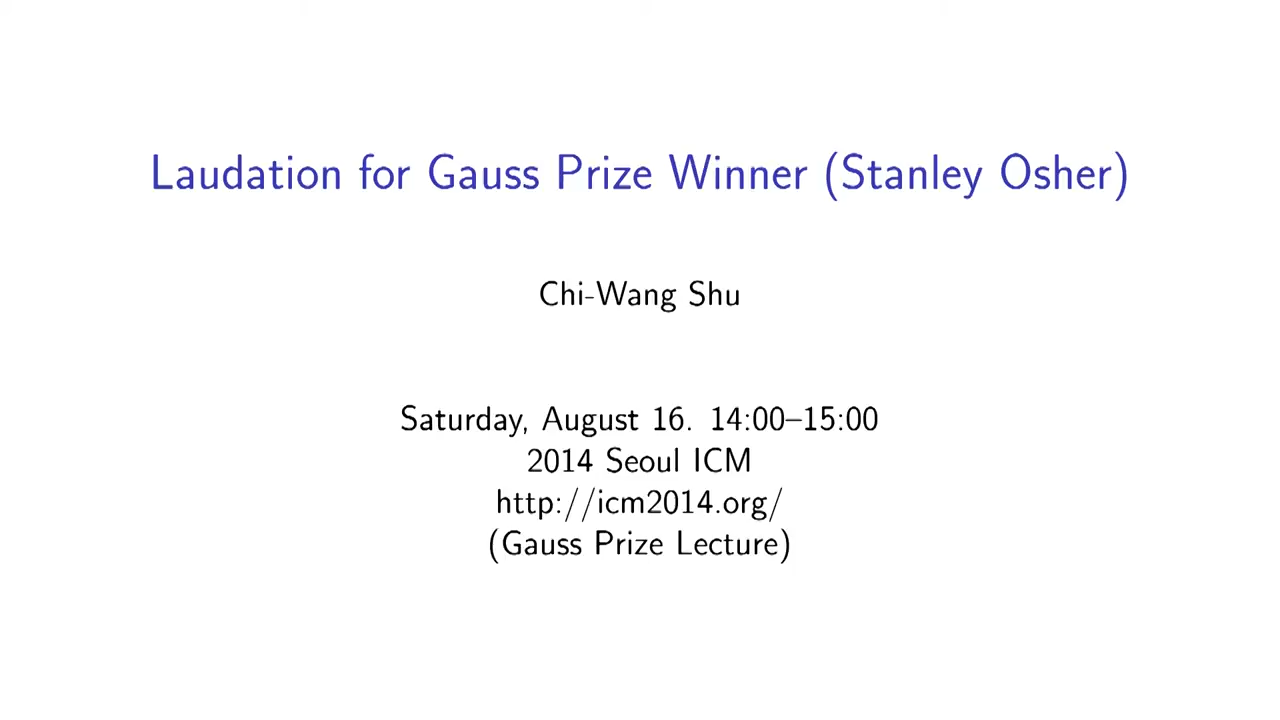 Laudation for Gauss Prize Winner (Stanley Osher)
Chi-Wang Shu
Saturday, August 16. 14:00–15:00
2014 Seoul ICM
http://icm2014.org/
(Gauss Prize Lecture)